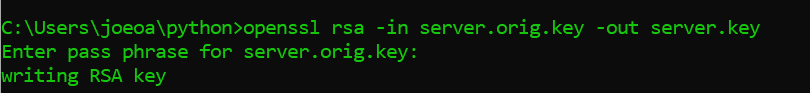 C:\Users\joeoa\python>openssl rsa -in server.orig.key -out server.key
Enter pass phrase for server.orig.key:
writing RSA key